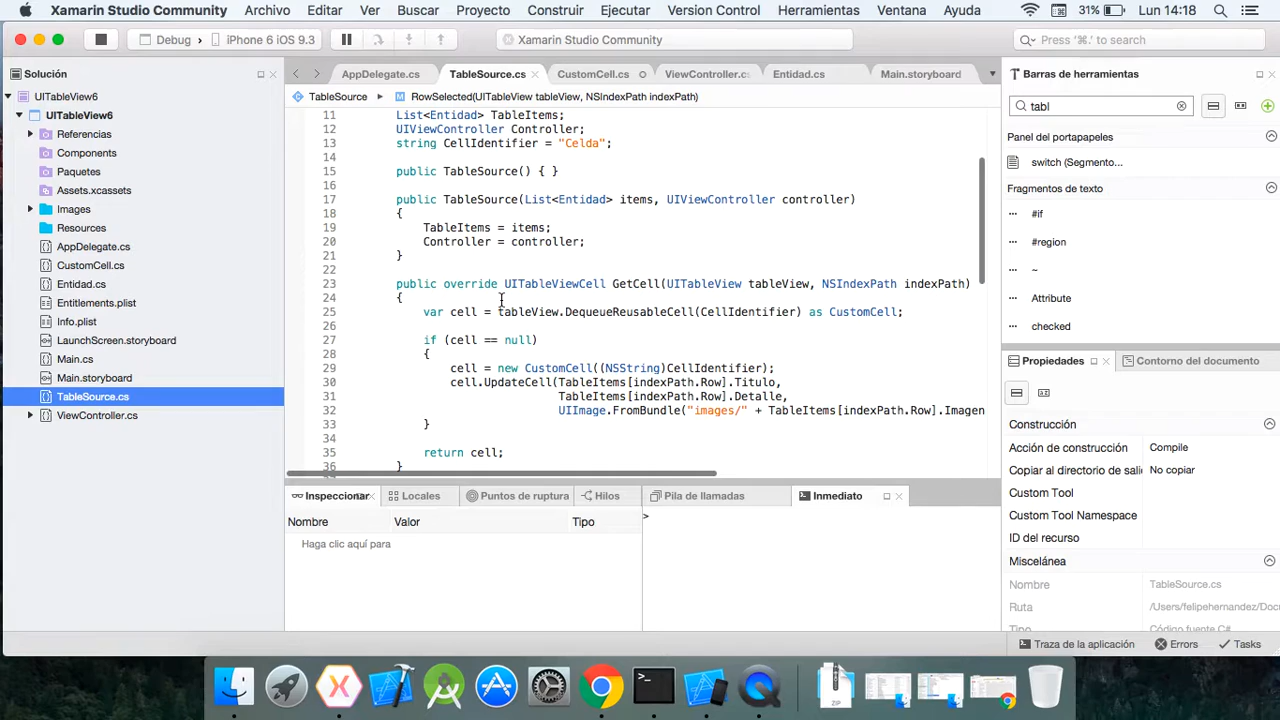 Xamarin Studio Community Archivo Editar Ver Buscar Proyecto Construir Ejecutar Version Control Herramientas Ventana Ayuda 31% Lun 14:18
Debug iPhone 6 iOS 9.3 Xamarin Studio Community Press '⌘.' to search
Solución
UITableView6
UITableView6
Referencias
Components
Paquetes
Assets.xcassets
Images
Resources
AppDelegate.cs
CustomCell.cs
Entidad.cs
Entitlements.plist
Info.plist
LaunchScreen.storyboard
Main.cs
Main.storyboard
TableSource.cs
ViewController.cs
AppDelegate.cs TableSource.cs CustomCell.cs ViewController.cs Entidad.cs Main.storyboard
TableSource RowSelected(UITableView tableView, NSIndexPath indexPath)
11 List<Entidad> TableItems;
12 UIViewController Controller;
13 string CellIdentifier = "Celda";
14
15 public TableSource() { }
16
17 public TableSource(List<Entidad> items, UIViewController controller)
18 {
19 TableItems = items;
20 Controller = controller;
21 }
22
23 public override UITableViewCell GetCell(UITableView tableView, NSIndexPath indexPath)
24 {
25 var cell = tableView.DequeueReusableCell(CellIdentifier) as CustomCell;
26
27 if (cell == null)
28 {
29 cell = new CustomCell((NSString)CellIdentifier);
30 cell.UpdateCell(TableItems[indexPath.Row].Titulo,
31 TableItems[indexPath.Row].Detalle,
32 UIImage.FromBundle("images/" + TableItems[indexPath.Row].Imagen
33 }
34
35 return cell;
36 }
Inspeccionar Locales Puntos de ruptura Hilos
Nombre Valor Tipo
Haga clic aquí para
Pila de llamadas Inmediato
>
Barras de herramientas
tabl
Panel del portapapeles
switch (Segmento...
Fragmentos de texto
#if
#region
~
Attribute
checked
Propiedades Contorno del documento
Construcción
Acción de construcción Compile
Copiar al directorio de sali No copiar
Custom Tool
Custom Tool Namespace
ID del recurso
Miscelánea
Nombre TableSource.cs
Ruta /Users/felipehernandez/Doc
Tipo Código fuente C#
Traza de la aplicación Errors Tasks
ZIP